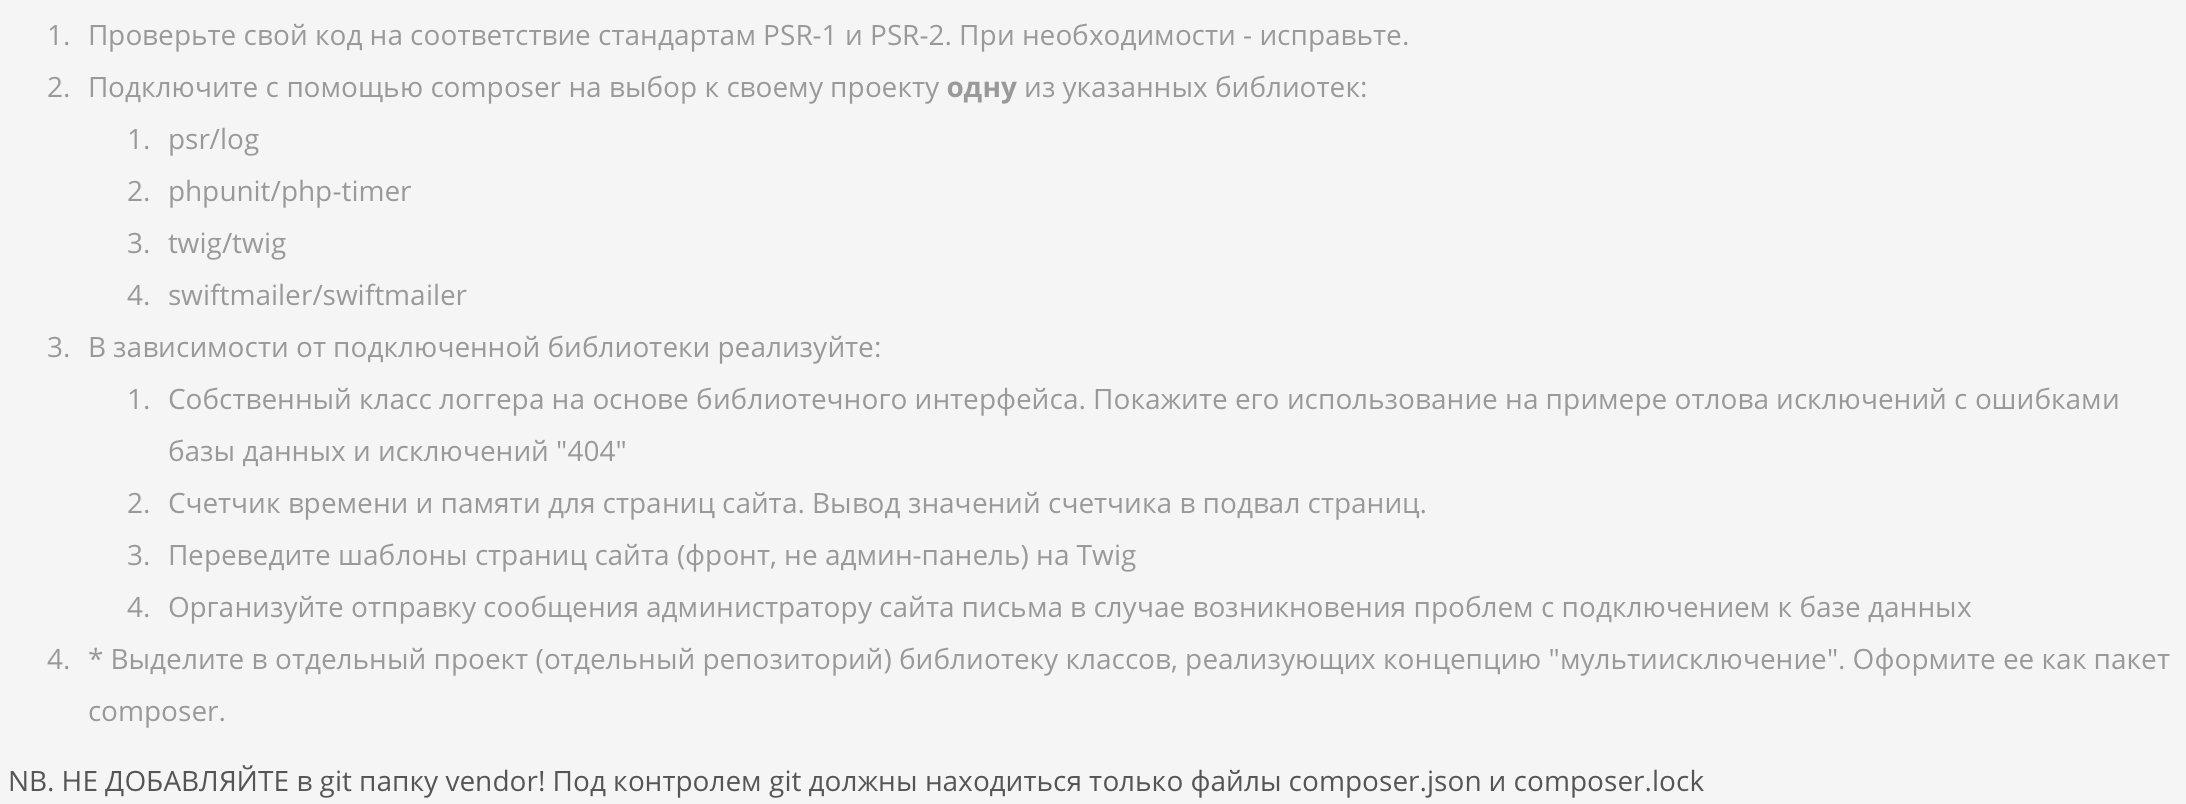 1. Проверьте свой код на соответствие стандартам PSR-1 и PSR-2. При необходимости - исправьте.
2. Подключите с помощью composer на выбор к своему проекту одну из указанных библиотек:
1. psr/log
2. phpunit/php-timer
3. twig/twig
4. swiftmailer/swiftmailer
3. В зависимости от подключенной библиотеки реализуйте:
1. Собственный класс логгера на основе библиотечного интерфейса. Покажите его использование на примере отлова исключений с ошибками
базы данных и исключений "404"
2. Счетчик времени и памяти для страниц сайта. Вывод значений счетчика в подвал страниц.
3. Переведите шаблоны страниц сайта (фронт, не админ-панель) на Twig
4. Организуйте отправку сообщения администратору сайта письма в случае возникновения проблем с подключением к базе данных
4. * Выделите в отдельный проект (отдельный репозиторий) библиотеку классов, реализующих концепцию "мультиисключение". Оформите ее как пакет
composer.
NB. НЕ ДОБАВЛЯЙТЕ в git папку vendor! Под контролем git должны находиться только файлы composer.json и composer.lock